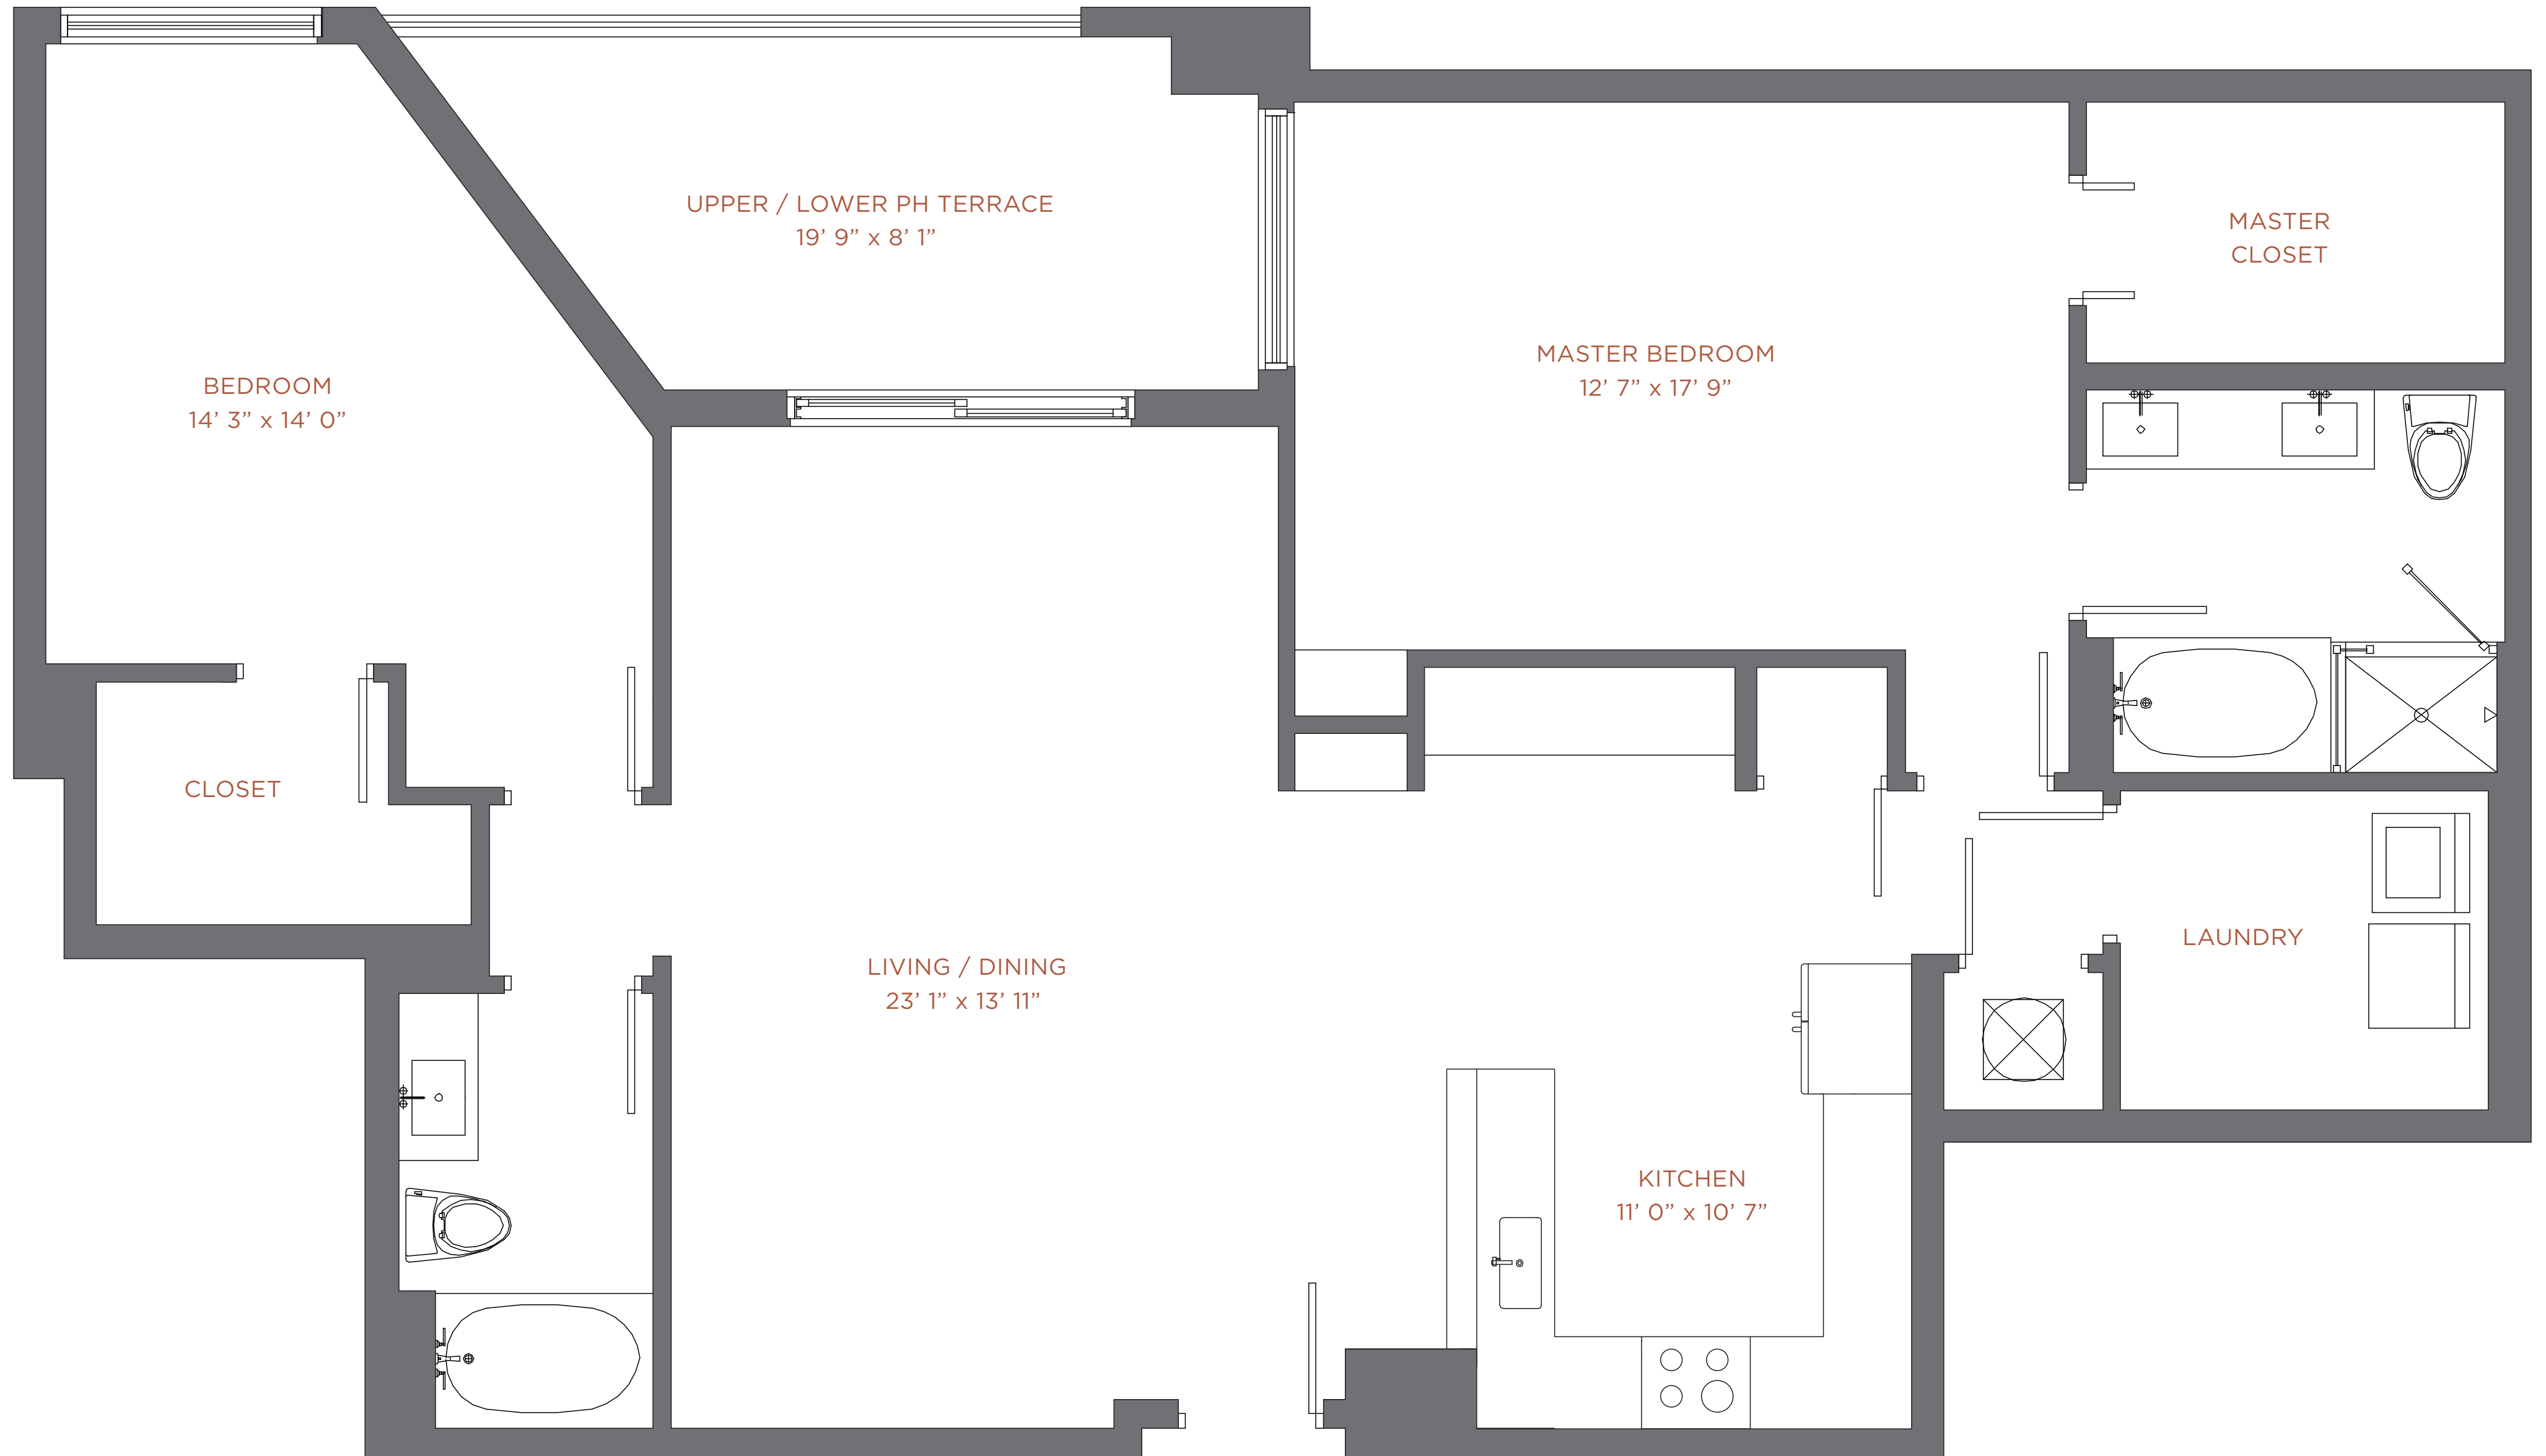 UPPER / LOWER PH TERRACE
19’ 9” x 8’ 1”
MASTER
CLOSET
MASTER BEDROOM
12’ 7” x 17’ 9”
BEDROOM
14’ 3” x 14’ 0”
CLOSET
LIVING / DINING
23’ 1” x 13’ 11”
LAUNDRY
KITCHEN
11’ 0” x 10’ 7”